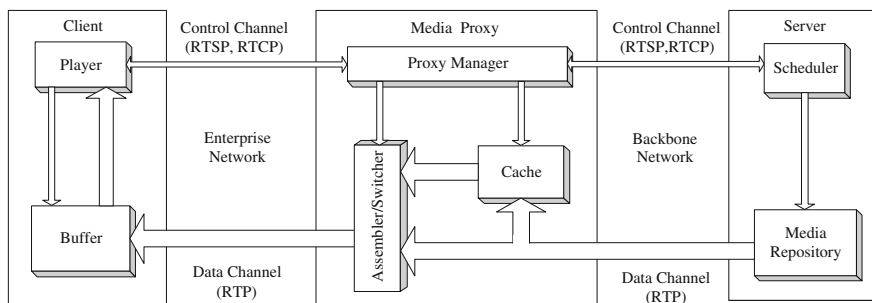 Client
Control Channel
(RTSP, RTCP)
Media Proxy
Control Channel
(RTSP,RTCP)
Server
Player
Proxy Manager
Scheduler
Enterprise
Network
Assembler/Switcher
Cache
Backbone
Network
Buffer
Media
Repository
Data Channel
(RTP)
Data Channel
(RTP)